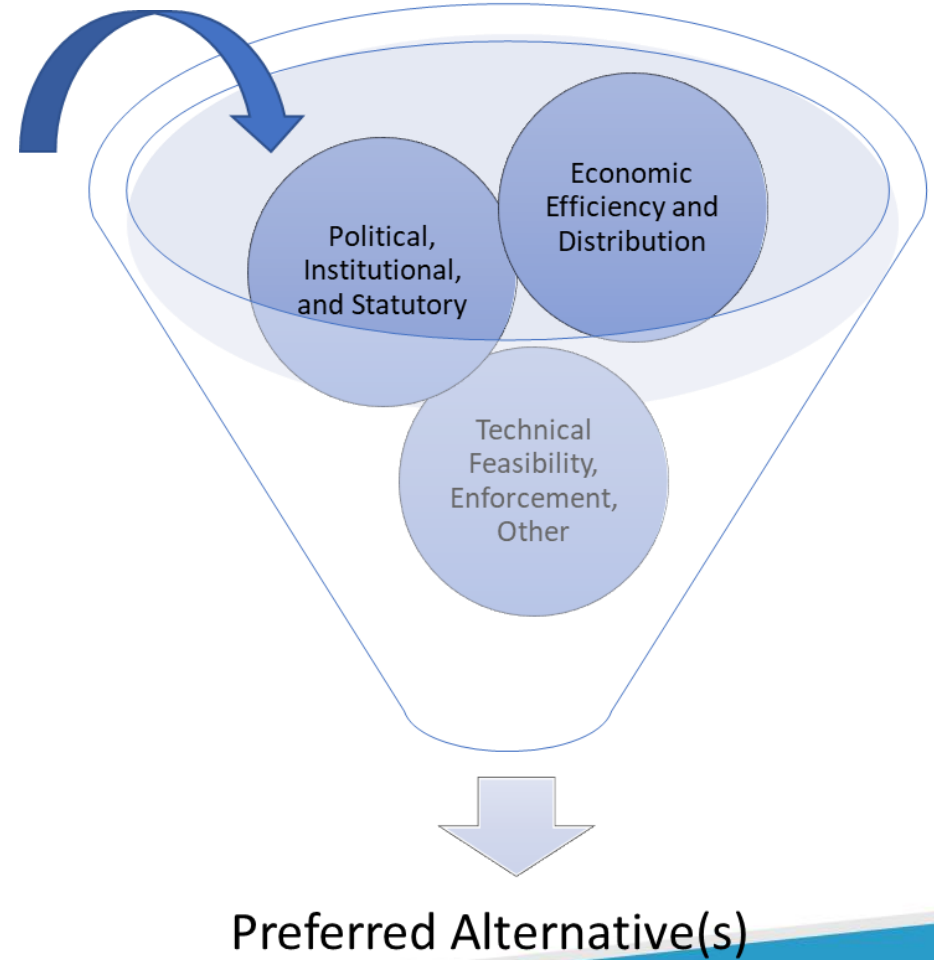 Economic
Efficiency and
Distribution
Political,
Institutional,
and Statutory
Technical
Feasibility,
Enforcement,
Other
Preferred Alternative(s)